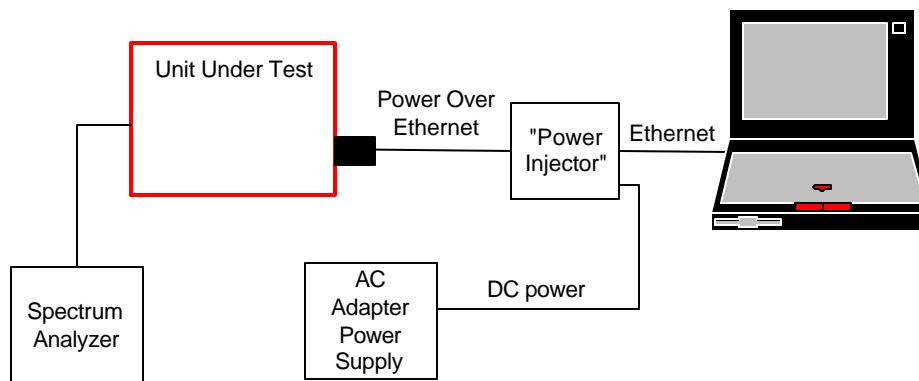 Unit Under Test
Power Over
Ethernet
"Power
Injector"
Ethernet
Spectrum
Analyzer
AC
Adapter
Power
Supply
DC power